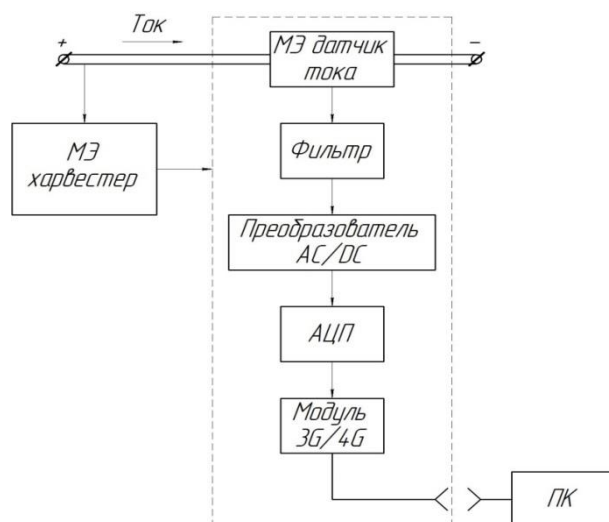 Ток
+
–
МЭ датчик
тока
МЭ
харвестер
Фильтр
Преобразователь
AC/DC
АЦП
Модуль
3G/4G
ПК